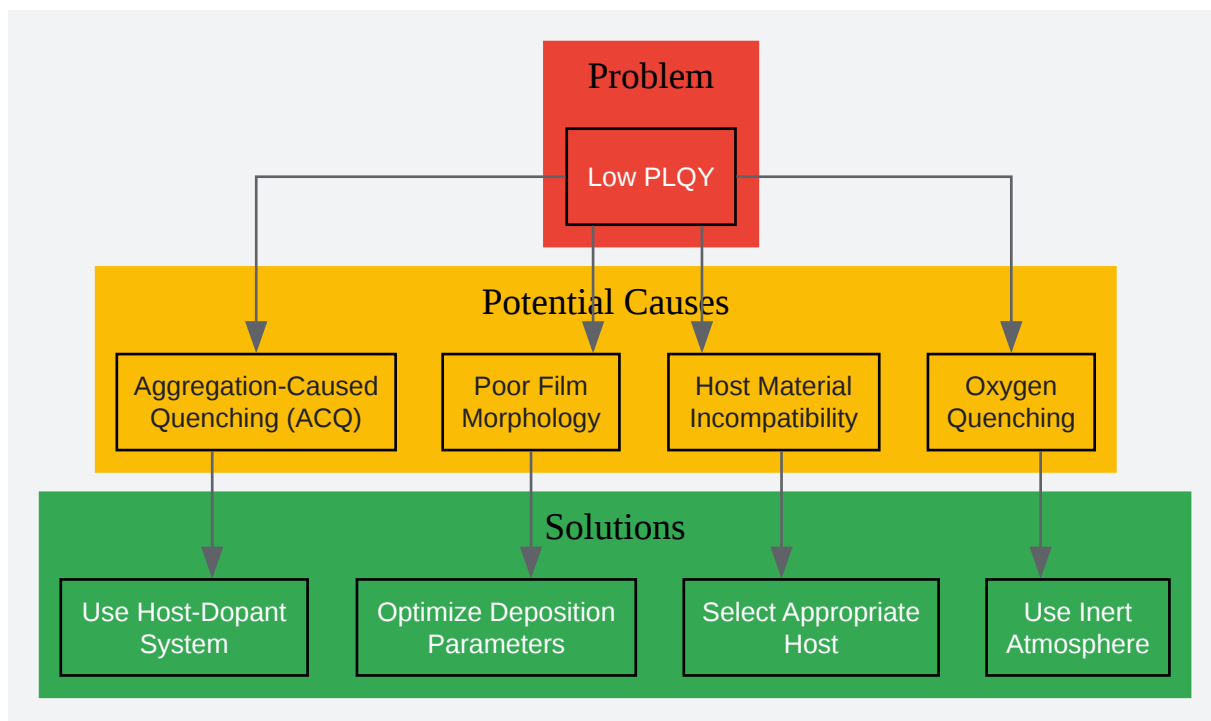 Problem
Low PLQY
Potential Causes
Aggregation-Caused
Quenching (ACQ)
Poor Film
Morphology
Host Material
Incompatibility
Oxygen
Quenching
Solutions
Use Host-Dopant
System
Optimize Deposition
Parameters
Select Appropriate
Host
Use Inert
Atmosphere